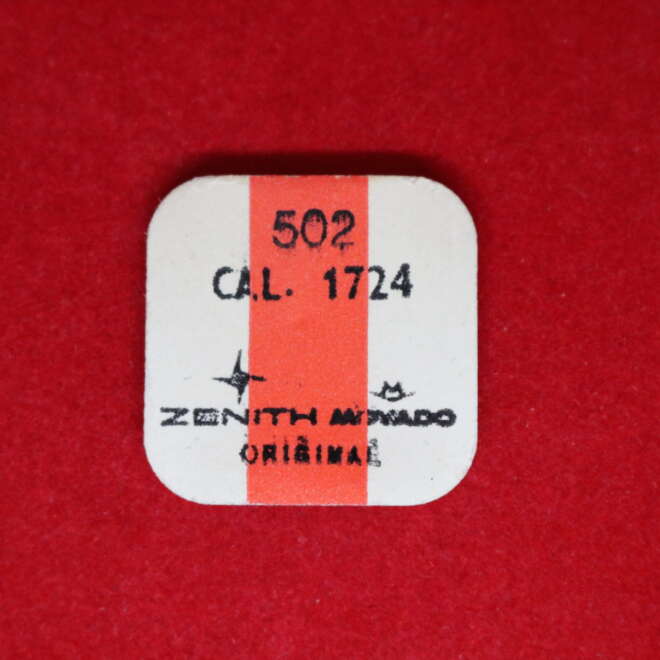 502
CAL. 1724
ZENITH MOVADO
ORIGINAL